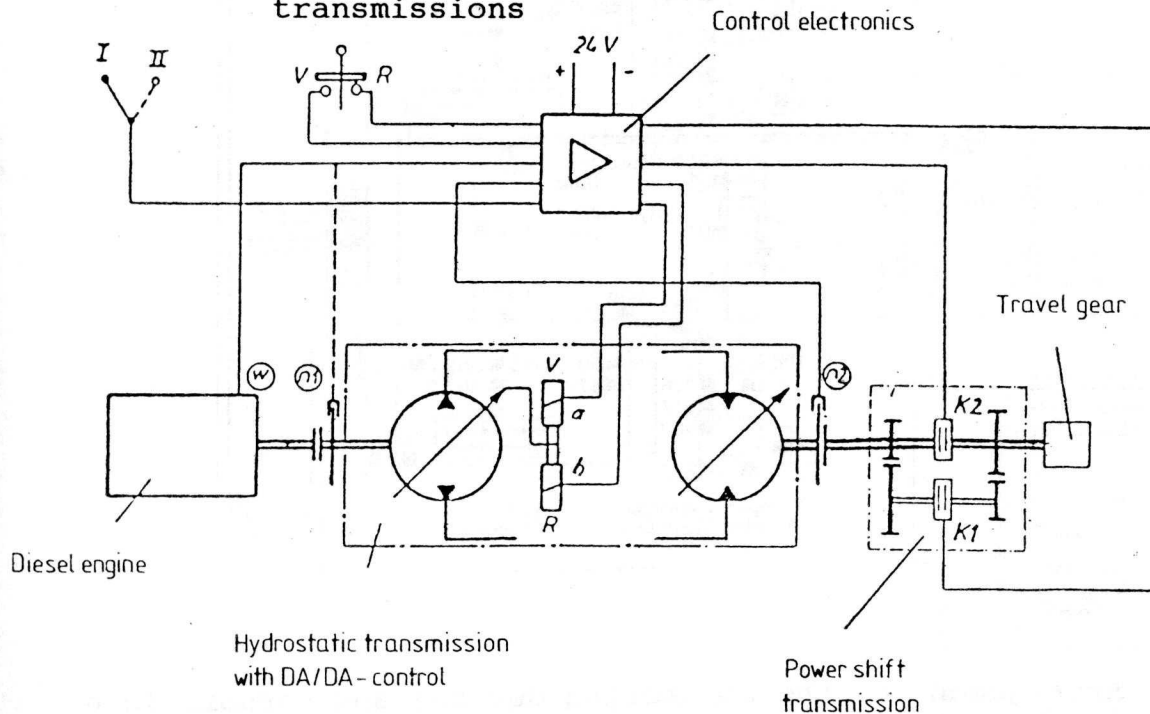 transmissions
Control electronics
I II
V R
24 V
+ -
Travel gear
w n1
V
a
b
R
n2
K2
K1
Diesel engine
Hydrostatic transmission
with DA/DA-control
Power shift
transmission